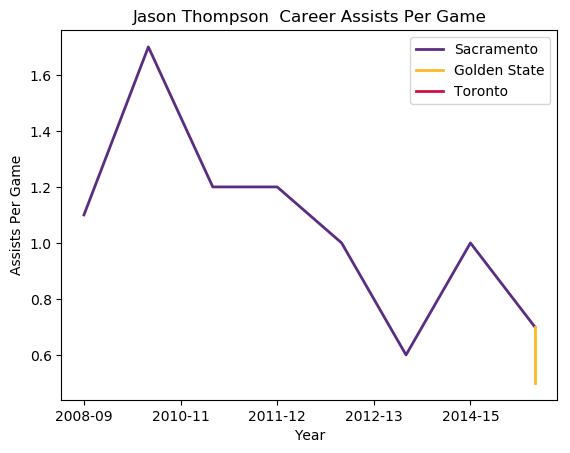 Jason Thompson  Career Assists Per Game
Sacramento
Golden State
Toronto
Assists Per Game
1.6
1.4
1.2
1.0
0.8
0.6
2008-09
2010-11
2011-12
2012-13
2014-15
Year